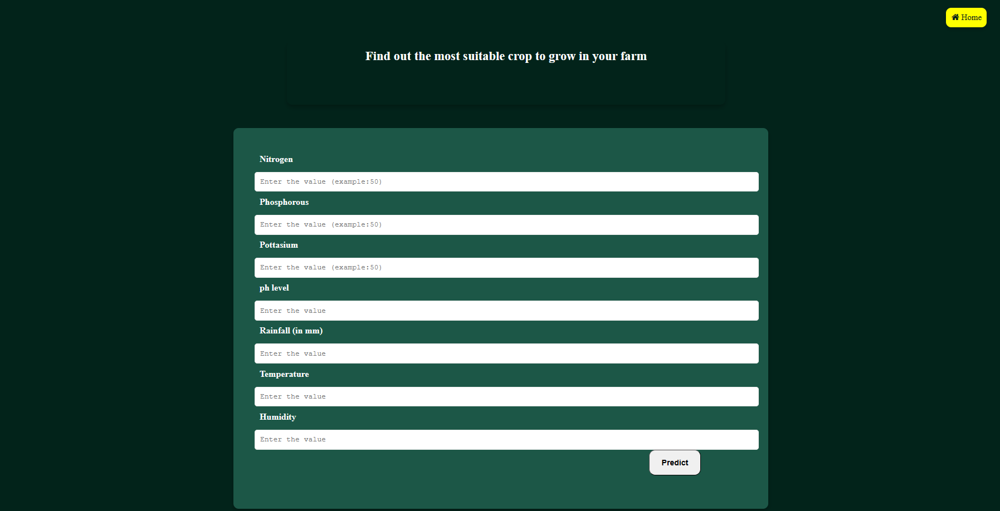 Home
Find out the most suitable crop to grow in your farm
Nitrogen
Enter the value (example:50)
Phosphorous
Enter the value (example:50)
Pottasium
Enter the value (example:50)
ph level
Enter the value
Rainfall (in mm)
Enter the value
Temperature
Enter the value
Humidity
Enter the value
Predict